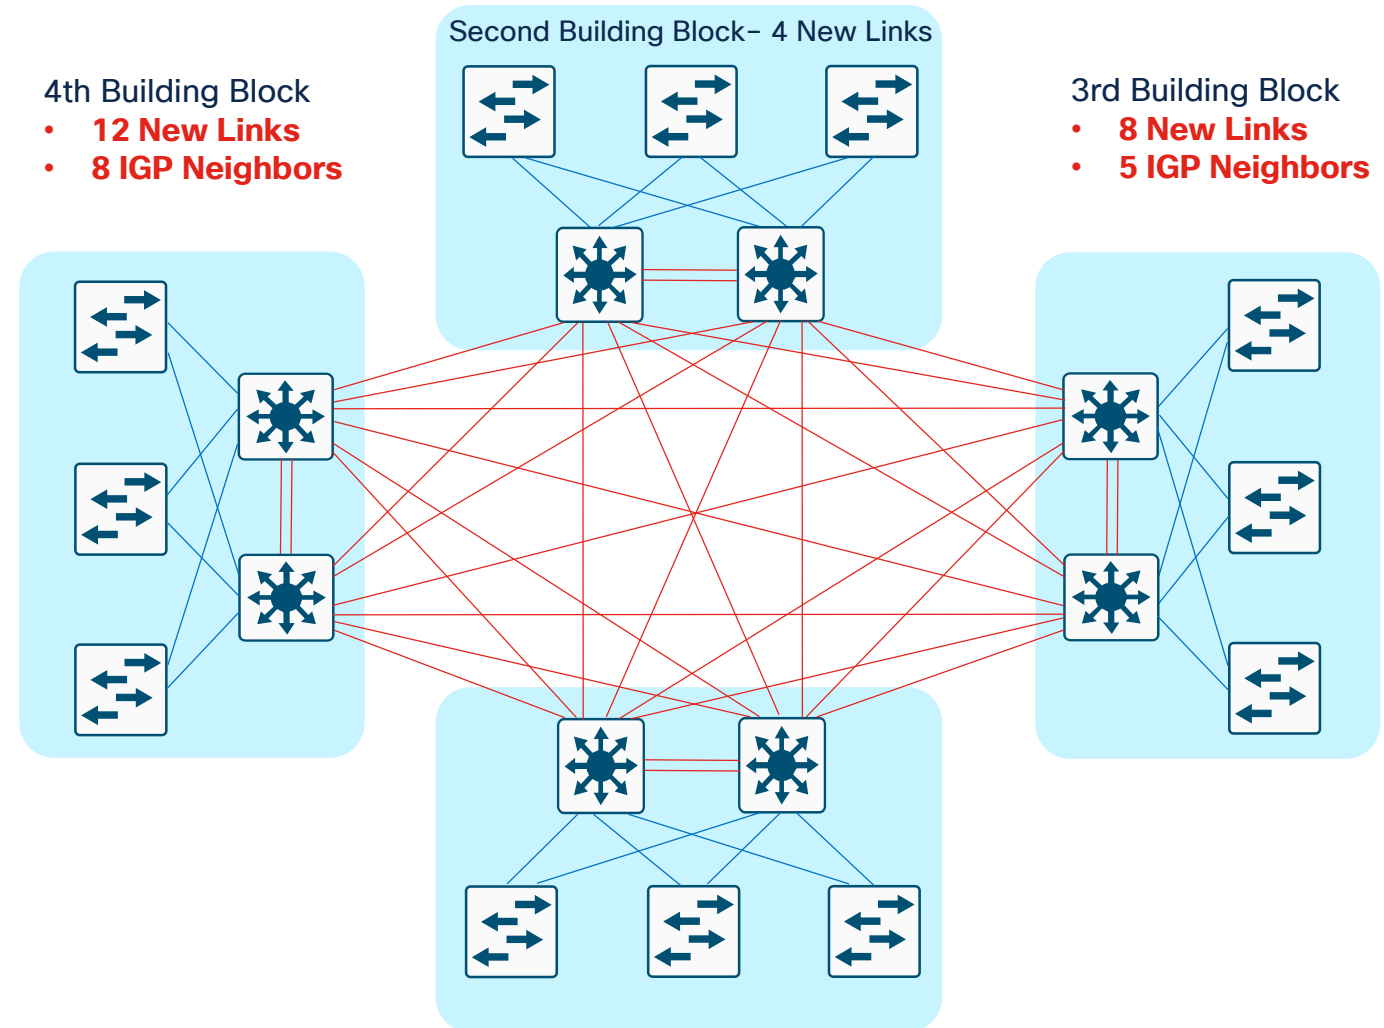 Second Building Block– 4 New Links
4th Building Block
• 12 New Links
• 8 IGP Neighbors
3rd Building Block
• 8 New Links
• 5 IGP Neighbors